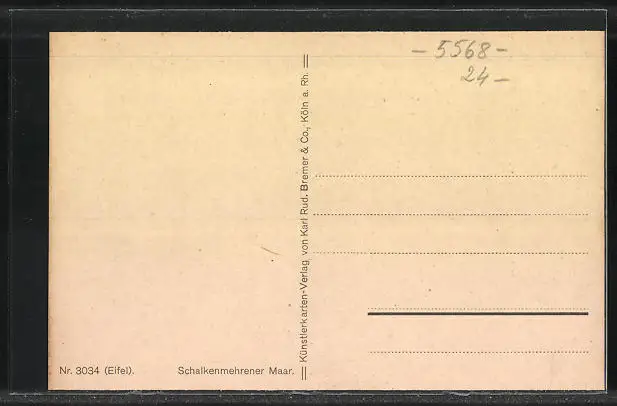 - 5568 -
24 -
Künstlerkarten-Verlag von Karl Rud. Bremer & Co., Köln a. Rh.
Nr. 3034 (Eifel). Schalkenmehrener Maar.